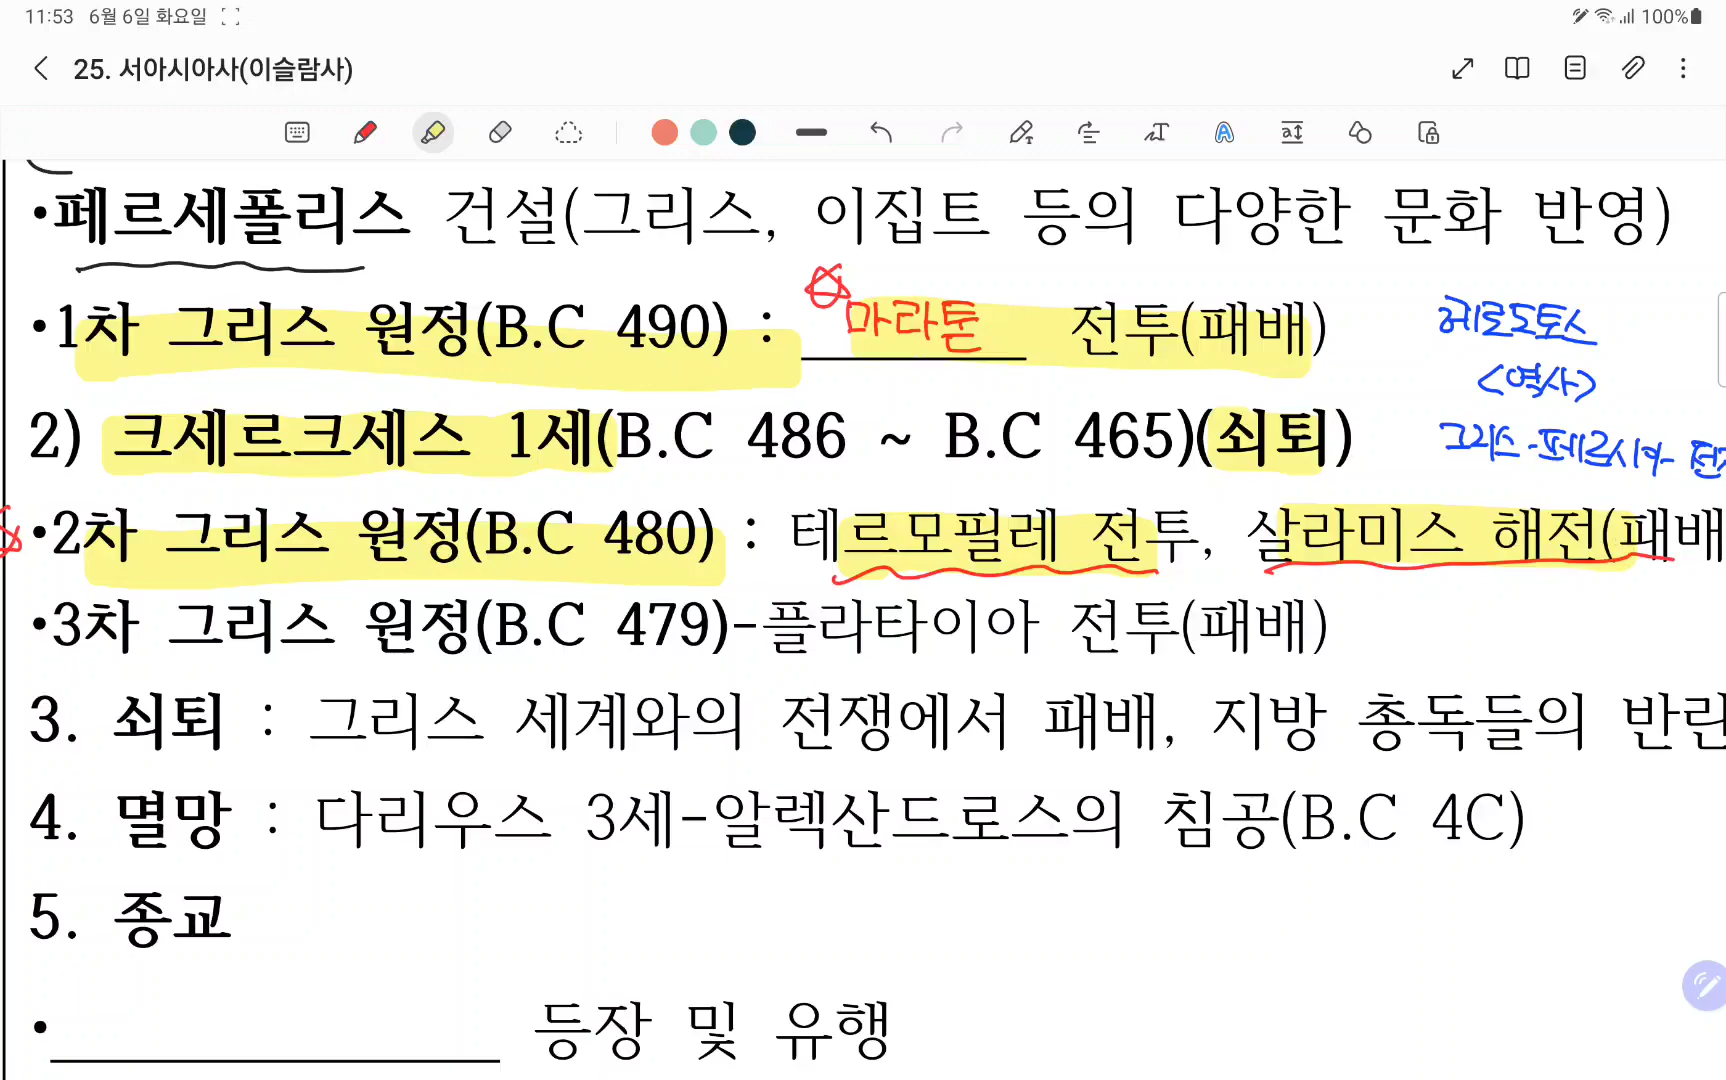 11:53 6월 6일 화요일 100%
25. 서아시아사(이슬람사)
•페르세폴리스 건설(그리스, 이집트 등의 다양한 문화 반영)
•1차 그리스 원정(B.C 490) : 마라톤 전투(패배)
헤로도토스
<역사>
2) 크세르크세스 1세(B.C 486 ~ B.C 465)(쇠퇴)
그리스-페르시아 전
•2차 그리스 원정(B.C 480) : 테르모필레 전투, 살라미스 해전(패배
•3차 그리스 원정(B.C 479)-플라타이아 전투(패배)
3. 쇠퇴 : 그리스 세계와의 전쟁에서 패배, 지방 총독들의 반란
4. 멸망 : 다리우스 3세-알렉산드로스의 침공(B.C 4C)
5. 종교
• 등장 및 유행